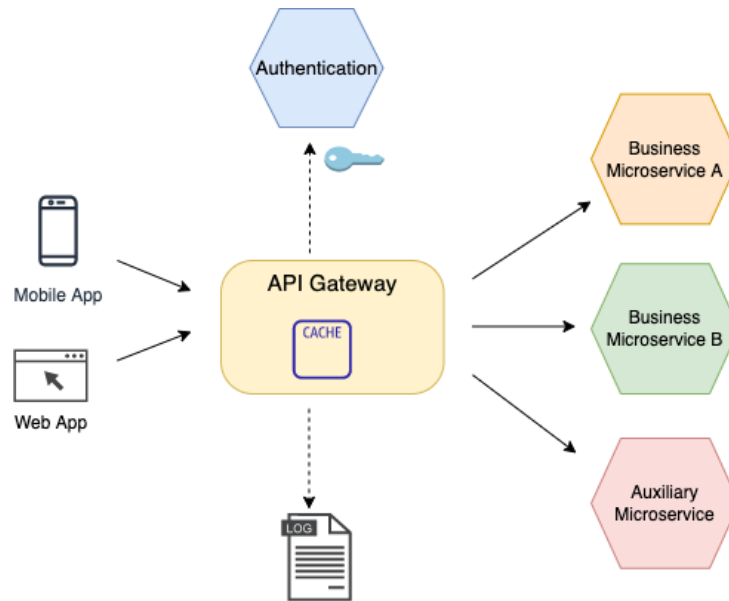 Authentication
Business
Microservice A
Mobile App
API Gateway
CACHE
Business
Microservice B
Web App
LOG
Auxiliary
Microservice